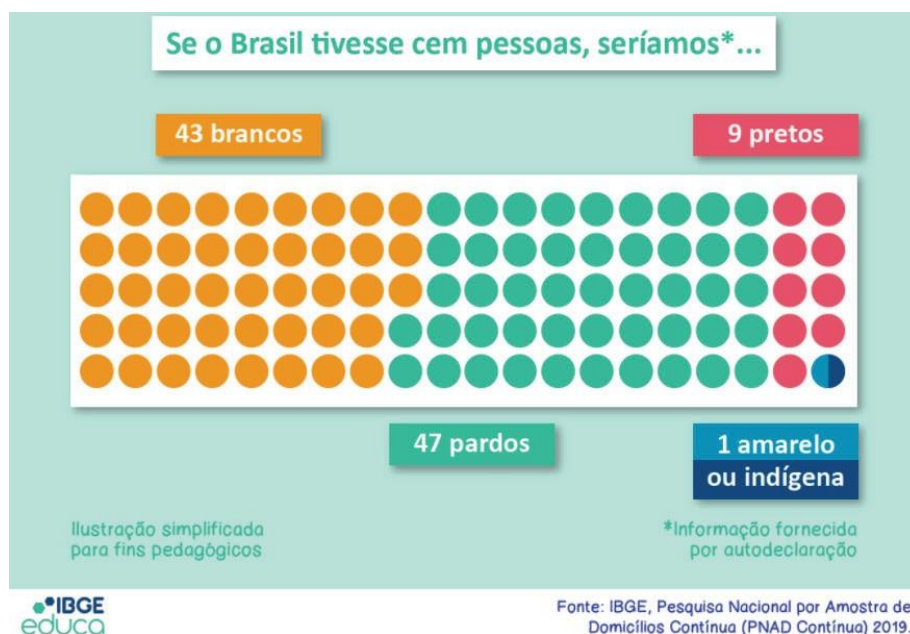 Se o Brasil tivesse cem pessoas, seríamos*...
43 brancos
9 pretos
47 pardos
1 amarelo
ou indígena
Ilustração simplificada
para fins pedagógicos
*Informação fornecida
por autodeclaração
IBGE
educa
Fonte: IBGE, Pesquisa Nacional por Amostra de
Domicílios Contínua (PNAD Contínua) 2019.